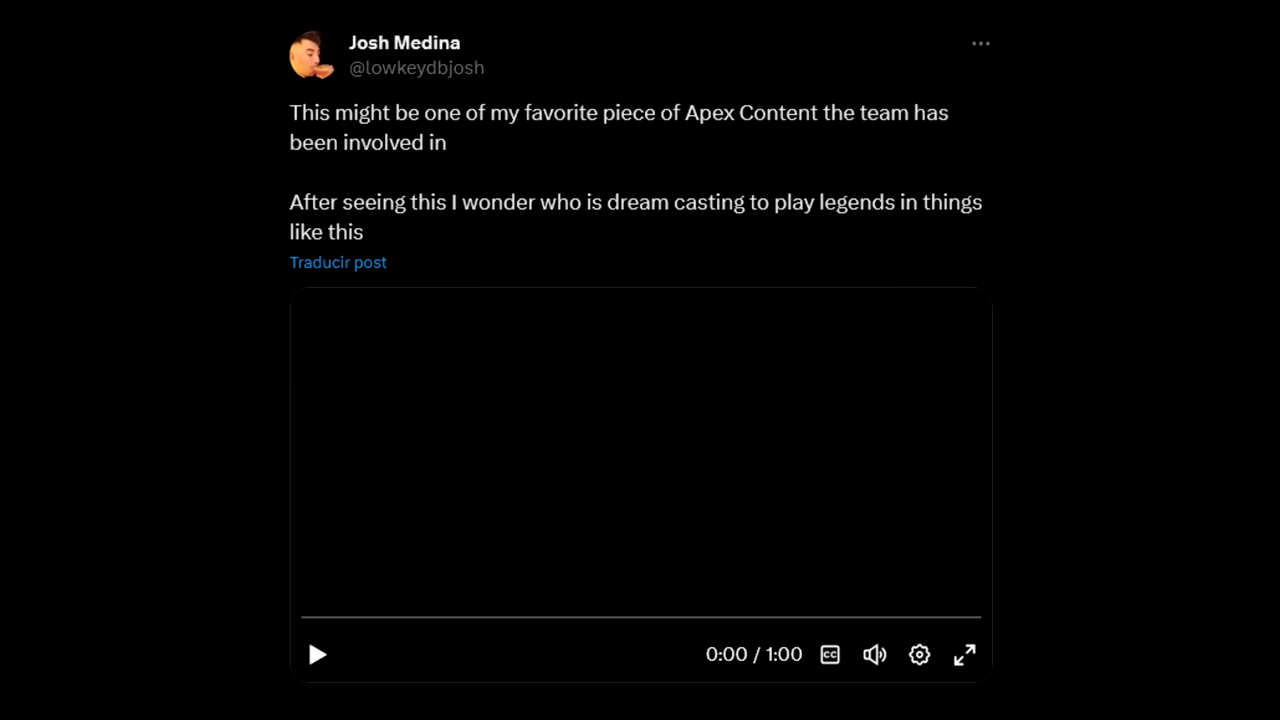 Josh Medina
@lowkeydbjosh
This might be one of my favorite piece of Apex Content the team has
been involved in
After seeing this I wonder who is dream casting to play legends in things
like this
Traducir post
0:00 / 1:00
CC